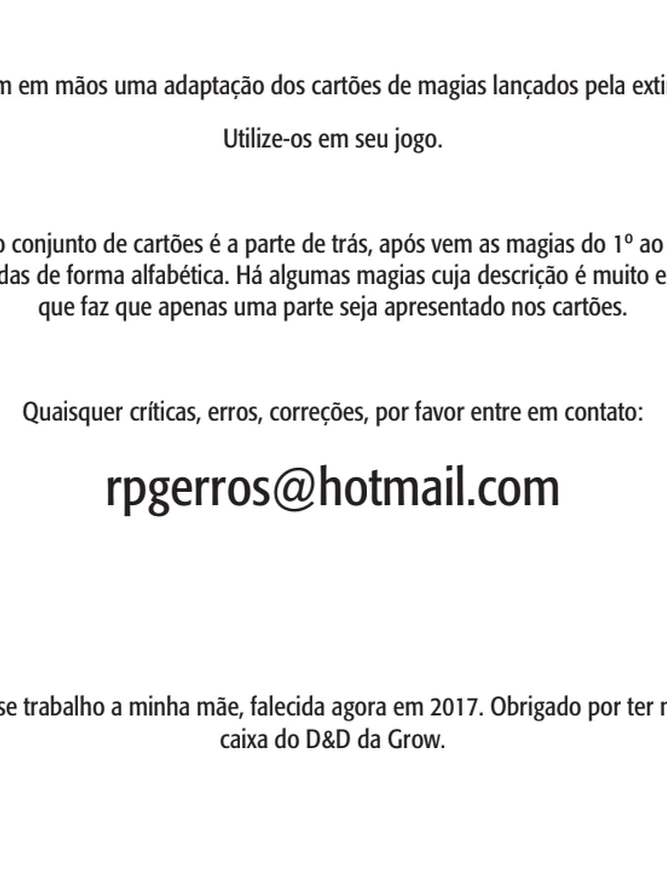 em mãos uma adaptação dos cartões de magias lançados pela
Utilize-os em seu jogo.
conjunto de cartões é a parte de trás, após vem as magias do 1º ao
de forma alfabética. Há algumas magias cuja descrição é muito
que faz que apenas uma parte seja apresentado nos cartões.
Quaisquer críticas, erros, correções, por favor entre em contato:
rpgerros@hotmail.com
trabalho a minha mãe, falecida agora em 2017. Obrigado por ter
caixa do D&D da Grow.